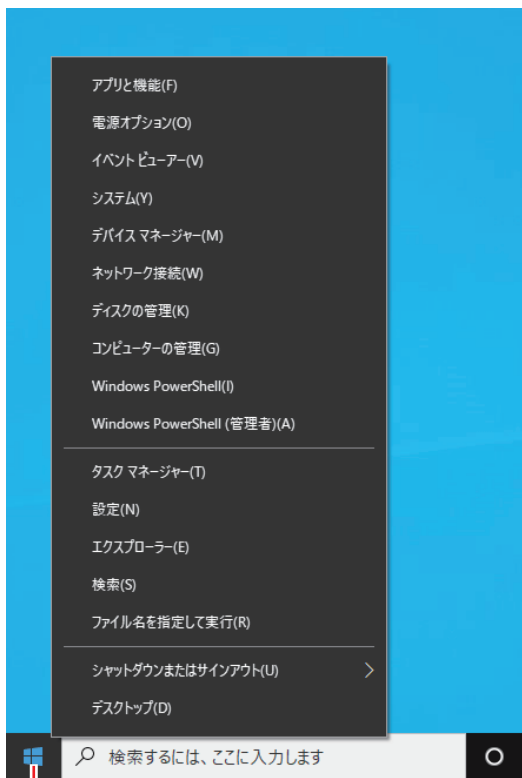 アプリと機能(F)
電源オプション(O)
イベント ビューアー(V)
システム(Y)
デバイス マネージャー(M)
ネットワーク接続(W)
ディスクの管理(K)
コンピューターの管理(G)
Windows PowerShell(I)
Windows PowerShell (管理者)(A)
タスク マネージャー(T)
設定(N)
エクスプローラー(E)
検索(S)
ファイル名を指定して実行(R)
シャットダウンまたはサインアウト(U)
デスクトップ(D)
検索するには、ここに入力します